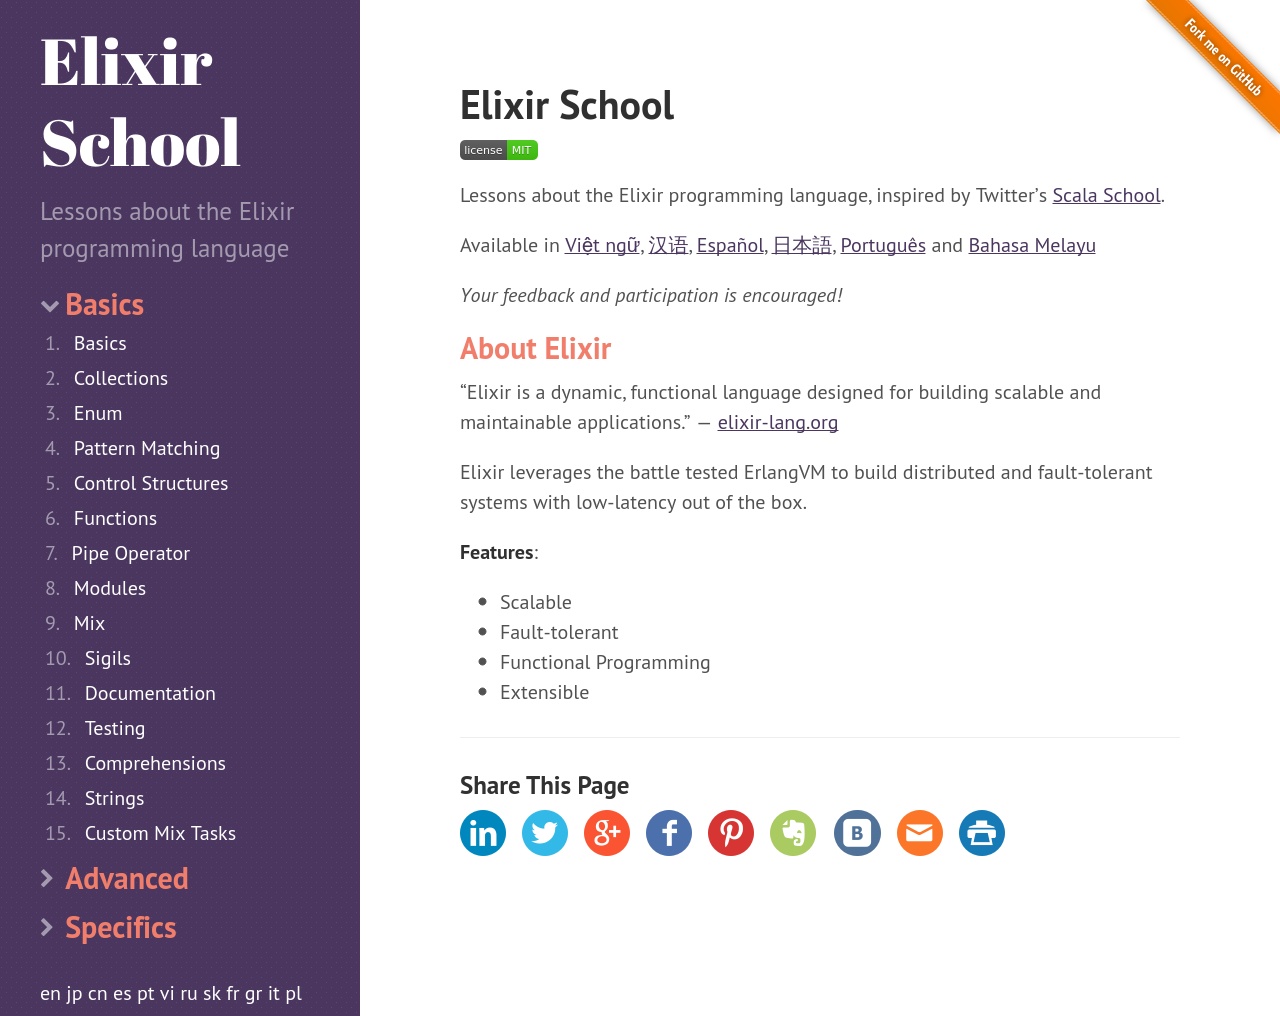 Elixir
School
Lessons about the Elixir
programming language
Basics
1. Basics
2. Collections
3. Enum
4. Pattern Matching
5. Control Structures
6. Functions
7. Pipe Operator
8. Modules
9. Mix
10. Sigils
11. Documentation
12. Testing
13. Comprehensions
14. Strings
15. Custom Mix Tasks
Advanced
Specifics
en jp cn es pt vi ru sk fr gr it pl
Fork me on GitHub
Elixir School
license MIT
Lessons about the Elixir programming language, inspired by Twitter’s Scala School.
Available in Việt ngữ, 汉语, Español, 日本語, Português and Bahasa Melayu
Your feedback and participation is encouraged!
About Elixir
“Elixir is a dynamic, functional language designed for building scalable and
maintainable applications.” — elixir-lang.org
Elixir leverages the battle tested ErlangVM to build distributed and fault-tolerant
systems with low-latency out of the box.
Features:
Scalable
Fault-tolerant
Functional Programming
Extensible
Share This Page